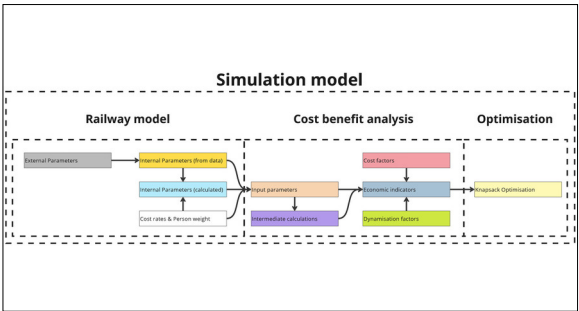 Simulation model
Railway model
Cost benefit analysis
Optimisation
External Parameters
Internal Parameters (from data)
Cost factors
Internal Parameters (calculated)
Input parameters
Economic indicators
Knapsack Optimisation
Cost rates & Person weight
Intermediate calculations
Dynamisation factors